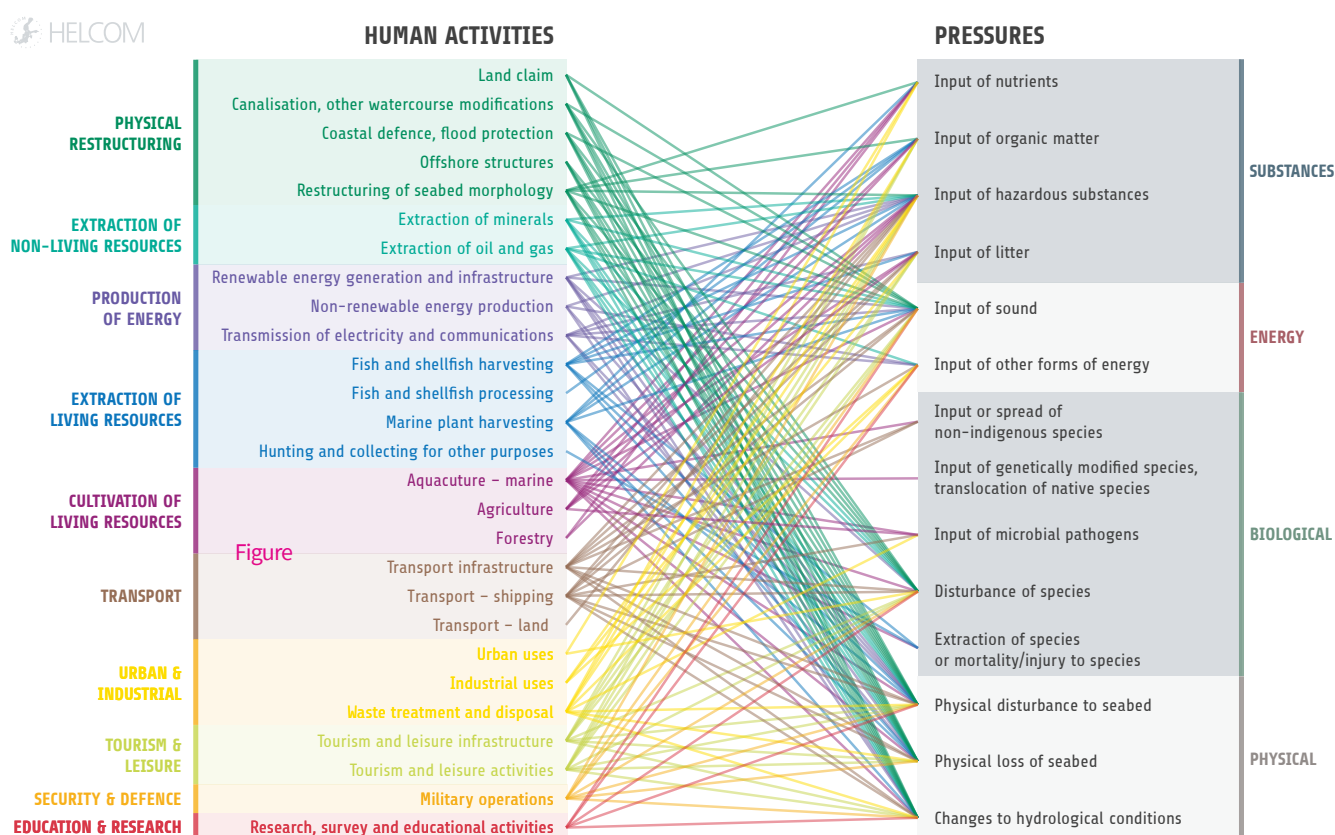 HELCOM
HUMAN ACTIVITIES
PHYSICAL
RESTRUCTURING
Land claim
Canalisation, other watercourse modifications
Coastal defence, flood protection
Offshore structures
Restructuring of seabed morphology
EXTRACTION OF
NON-LIVING RESOURCES
Extraction of minerals
Extraction of oil and gas
PRODUCTION
OF ENERGY
Renewable energy generation and infrastructure
Non-renewable energy production
Transmission of electricity and communications
EXTRACTION OF
LIVING RESOURCES
Fish and shellfish harvesting
Fish and shellfish processing
Marine plant harvesting
Hunting and collecting for other purposes
CULTIVATION OF
LIVING RESOURCES
Aquacuture – marine
Agriculture
Forestry
Figure
TRANSPORT
Transport infrastructure
Transport – shipping
Transport – land
URBAN &
INDUSTRIAL
Urban uses
Industrial uses
Waste treatment and disposal
TOURISM &
LEISURE
Tourism and leisure infrastructure
Tourism and leisure activities
SECURITY & DEFENCE
Military operations
EDUCATION & RESEARCH
Research, survey and educational activities
PRESSURES
Input of nutrients
Input of organic matter
Input of hazardous substances
Input of litter
SUBSTANCES
Input of sound
Input of other forms of energy
ENERGY
Input or spread of
non-indigenous species
Input of genetically modified species,
translocation of native species
Input of microbial pathogens
Disturbance of species
Extraction of species
or mortality/injury to species
BIOLOGICAL
Physical disturbance to seabed
Physical loss of seabed
Changes to hydrological conditions
PHYSICAL